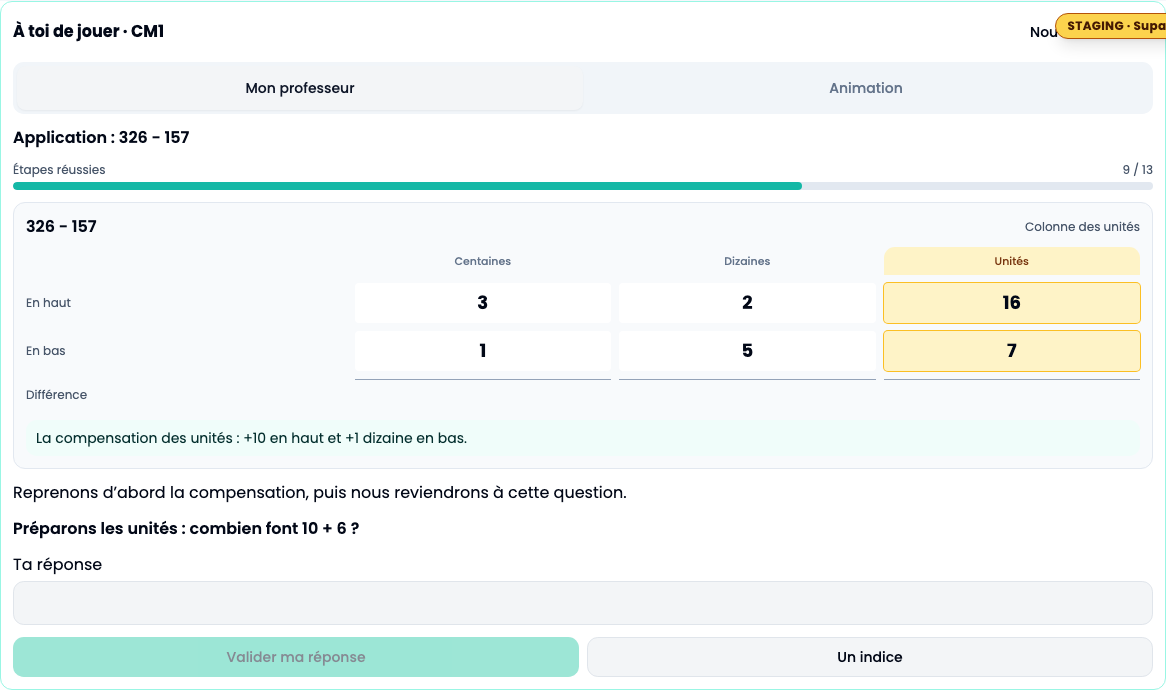 À toi de jouer · CM1
Nou
STAGING · Supa
Mon professeur
Animation
Application : 326 − 157
Étapes réussies
9 / 13
326 − 157
Colonne des unités
Centaines
Dizaines
Unités
En haut
3
2
16
En bas
1
5
7
Différence
La compensation des unités : +10 en haut et +1 dizaine en bas.
Reprenons d’abord la compensation, puis nous reviendrons à cette question.
Préparons les unités : combien font 10 + 6 ?
Ta réponse
Valider ma réponse
Un indice